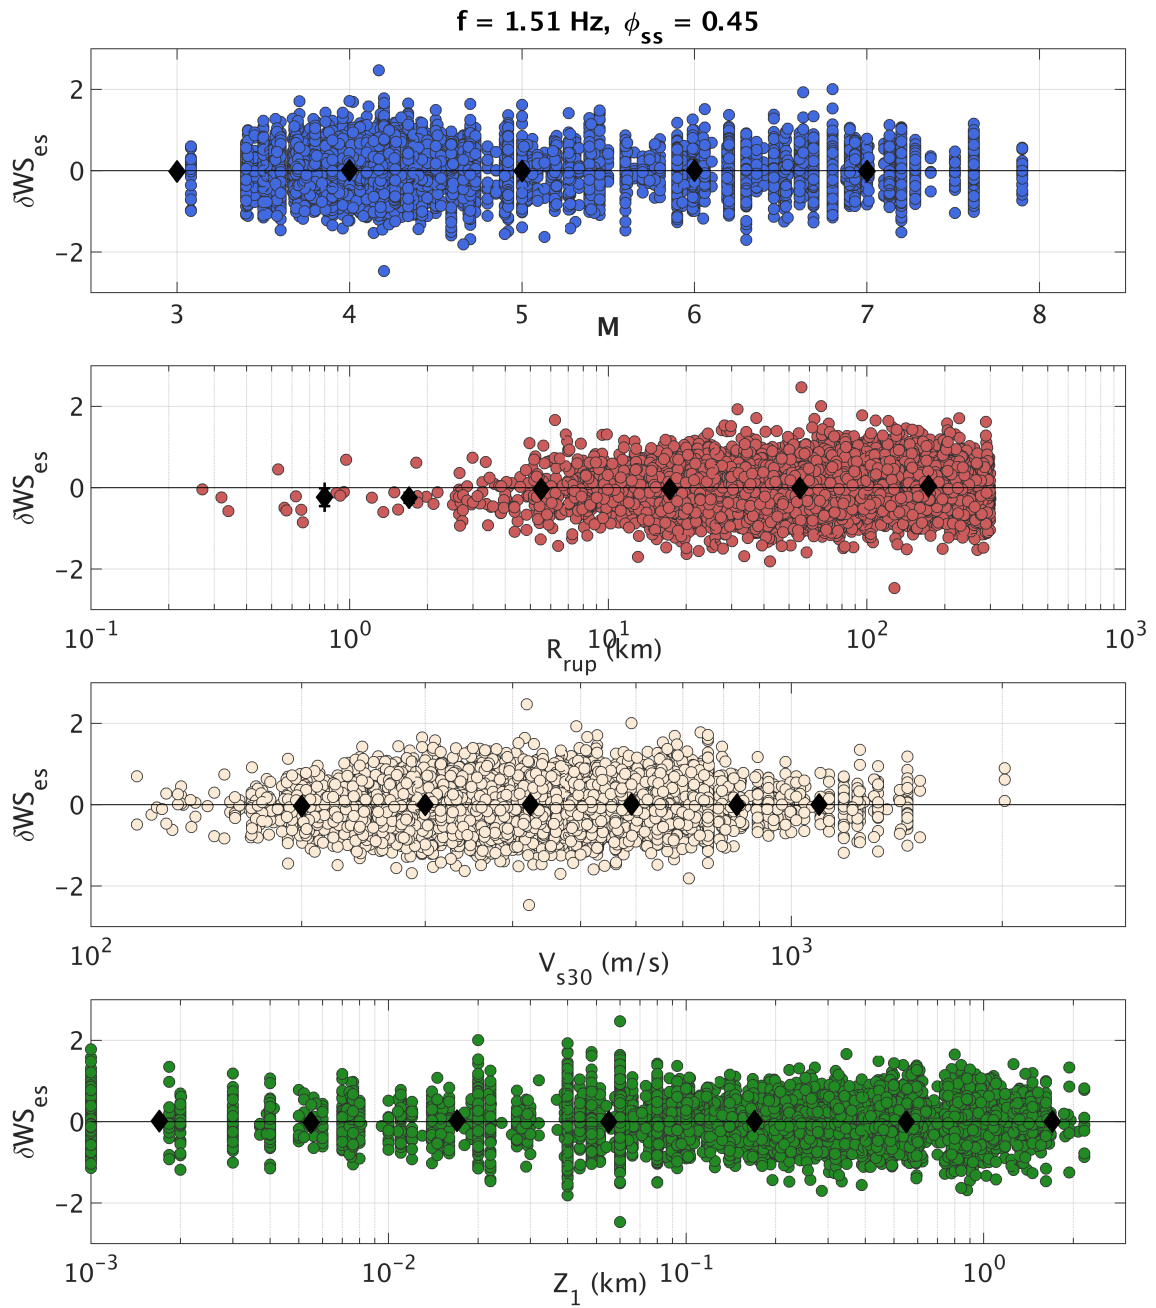 f = 1.51 Hz, ϕss = 0.45
δWSes
2
0
−2
3 4 5 6 7 8
M
δWSes
2
0
−2
10−1 100 101 102 103
Rrup (km)
δWSes
2
0
−2
102 103
Vs30 (m/s)
δWSes
2
0
−2
10−3 10−2 10−1 100
Z1 (km)